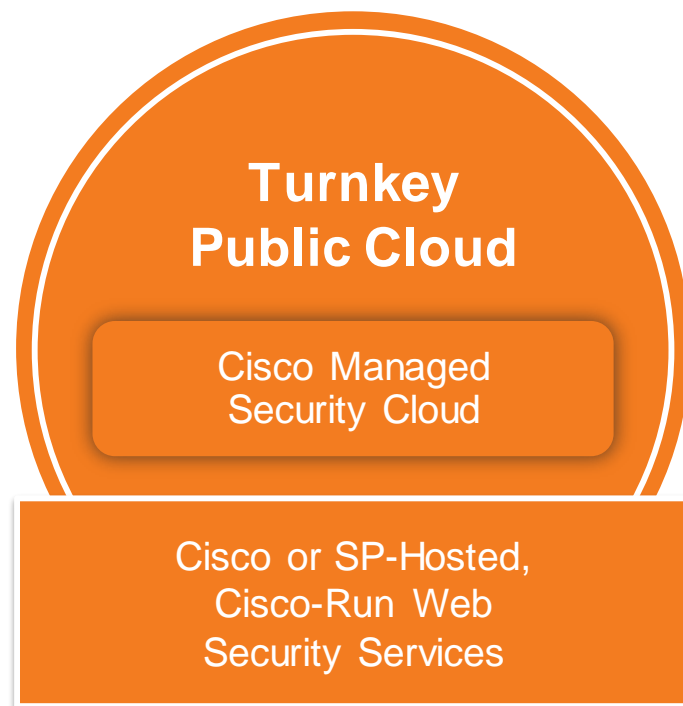 Turnkey
Public Cloud
Cisco Managed
Security Cloud
Cisco or SP-Hosted,
Cisco-Run Web
Security Services